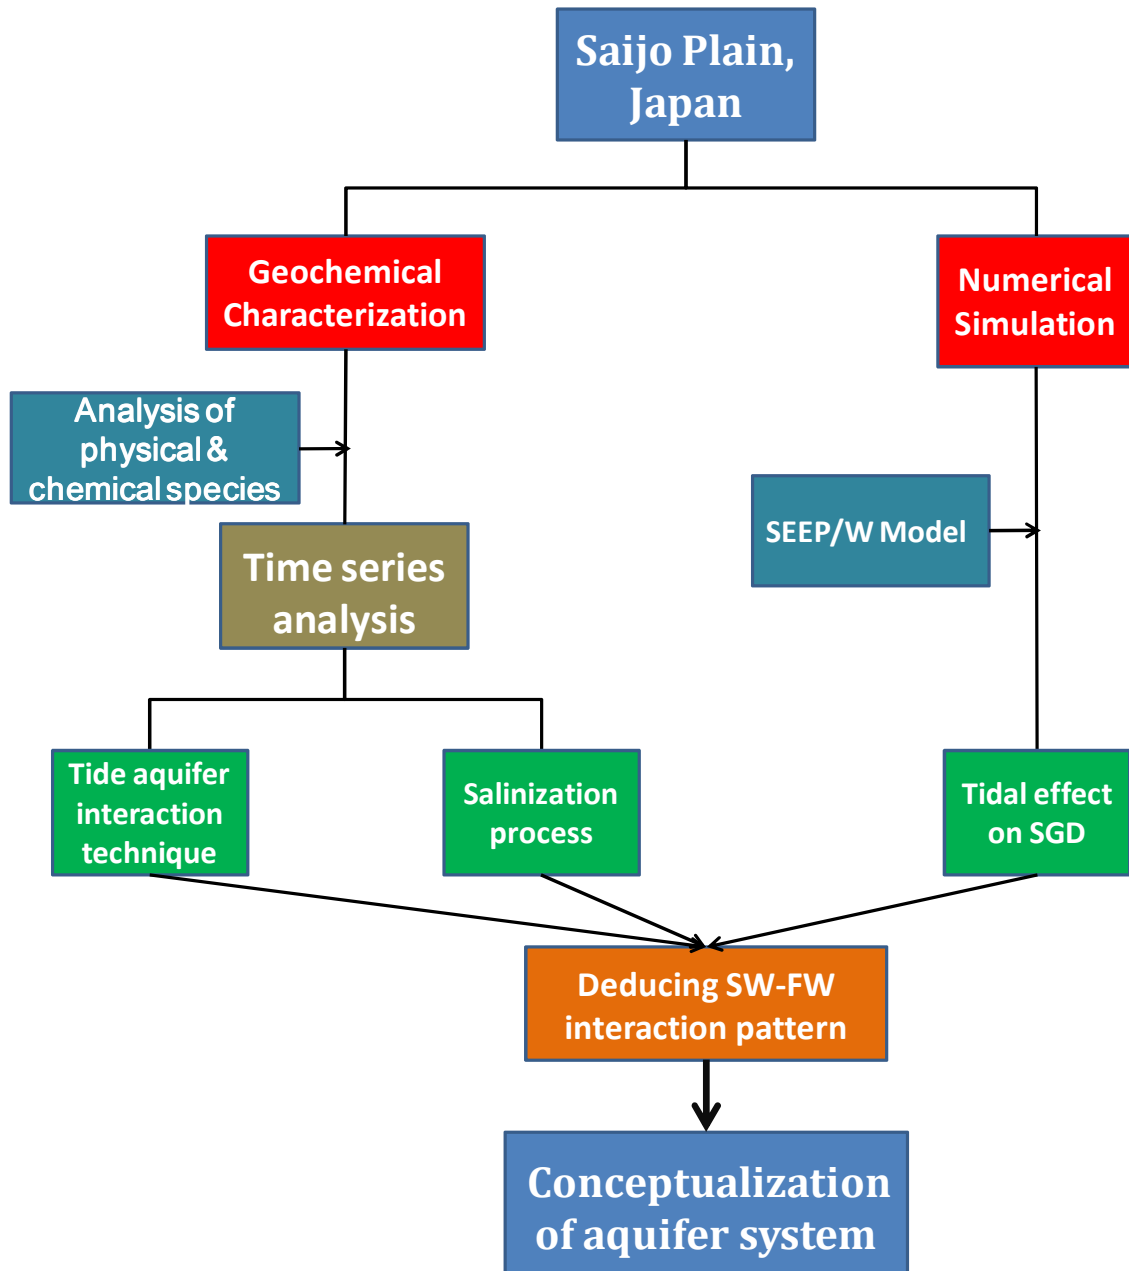 Saijo Plain,
Japan
Geochemical
Characterization
Numerical
Simulation
Analysis of
physical &
chemical species
SEEP/W Model
Time series
analysis
Tide aquifer
interaction
technique
Salinization
process
Tidal effect
on SGD
Deducing SW-FW
interaction pattern
Conceptualization
of aquifer system